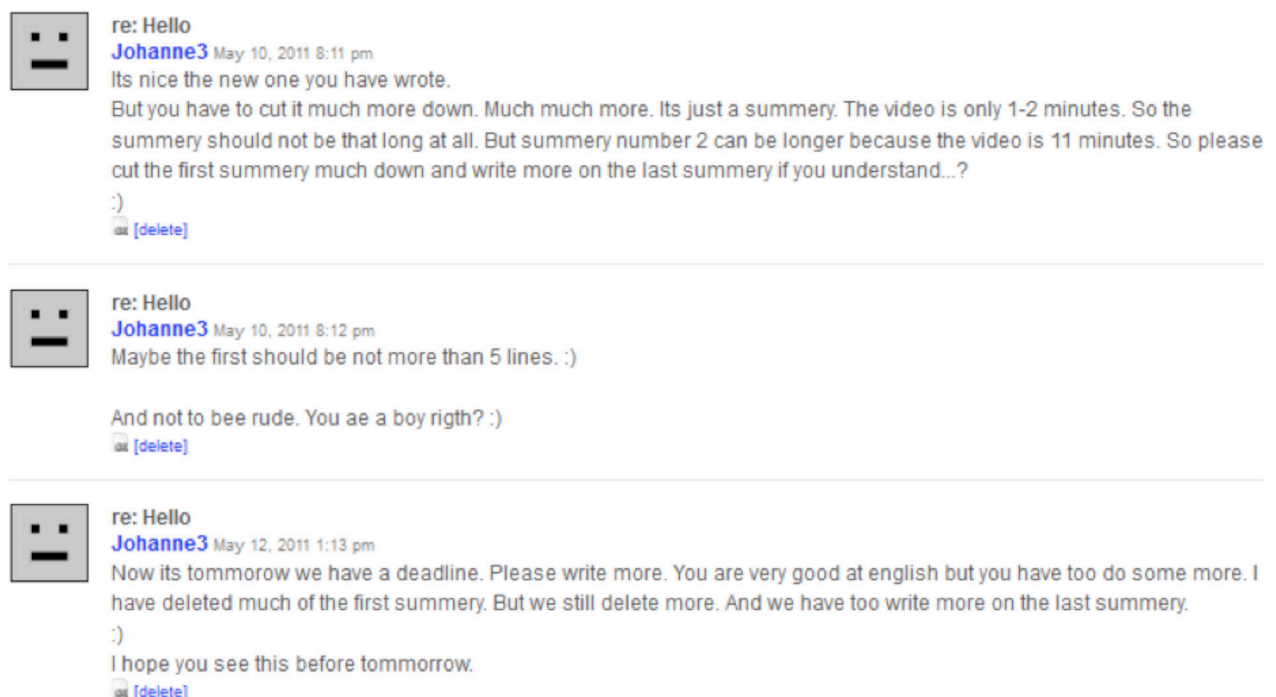 re: Hello
Johanne3 May 10, 2011 8:11 pm
Its nice the new one you have wrote.
But you have to cut it much more down. Much much more. Its just a summery. The video is only 1-2 minutes. So the
summery should not be that long at all. But summery number 2 can be longer because the video is 11 minutes. So please
cut the first summery much down and write more on the last summery if you understand...?
:)
[delete]
re: Hello
Johanne3 May 10, 2011 8:12 pm
Maybe the first should be not more than 5 lines. :)
And not to bee rude. You ae a boy rigth? :)
[delete]
re: Hello
Johanne3 May 12, 2011 1:13 pm
Now its tommorow we have a deadline. Please write more. You are very good at english but you have too do some more. I
have deleted much of the first summery. But we still delete more. And we have too write more on the last summery.
:)
I hope you see this before tommorrow.
[delete]